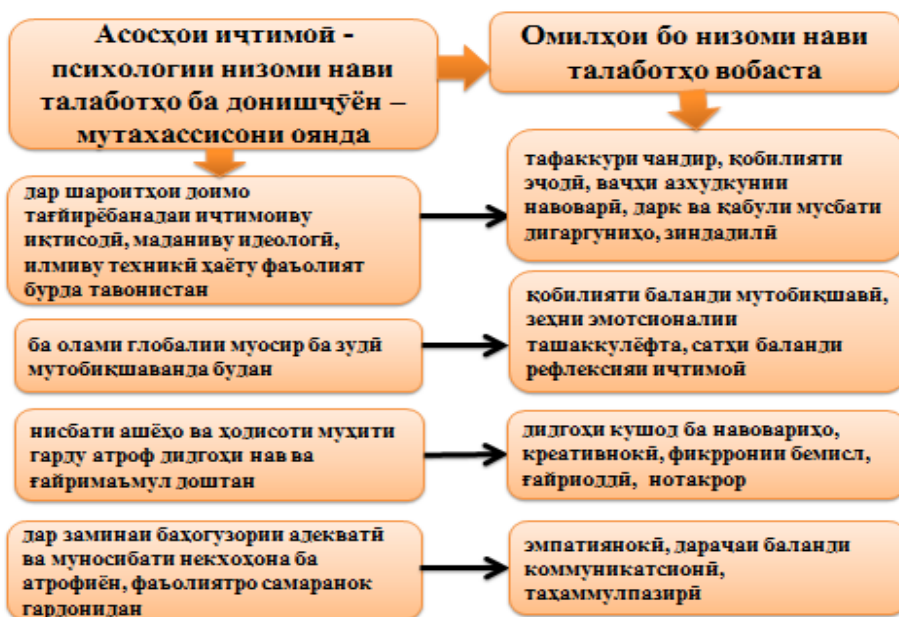 Асосҳои иҷтимоӣ -
психологии низоми нави
талаботҳо ба донишҷӯён –
мутахассисони оянда
Омилҳои бо низоми нави
талаботҳо вобаста
дар шароитҳои доимо
тағйирёбанадаи иҷтимоиву
иқтисодӣ, маданиву идеологӣ,
илмиву техникӣ ҳаёту фаъолият
бурда тавонистан
тафаккури чандир, қобилияти
эҷодӣ, ваҷҳи азхудкунии
навоварӣ, дарк ва қабули мусбати
дигаргуниҳо, зиндадилӣ
ба олами глобалии муосир ба зудӣ
мутобиқшаванда будан
қобилияти баланди мутобиқшавӣ,
зеҳни эмотсионалии
ташаккулёфта, сатҳи баланди
рефлексияи иҷтимоӣ
нисбати ашёҳо ва ҳодисоти муҳити
гарду атроф дидгоҳи нав ва
ғайримаъмул доштан
дидгоҳи кушод ба навовариҳо,
креативнокӣ, фикрронии бемисл,
ғайриоддӣ, нотакрор
дар заминаи баҳогузории адекватӣ
ва муносибати некхоҳона ба
атрофиён, фаъолиятро самаранок
гардонидан
эмпатиянокӣ, дараҷаи баланди
коммуникатсионӣ,
таҳаммулпазирӣ